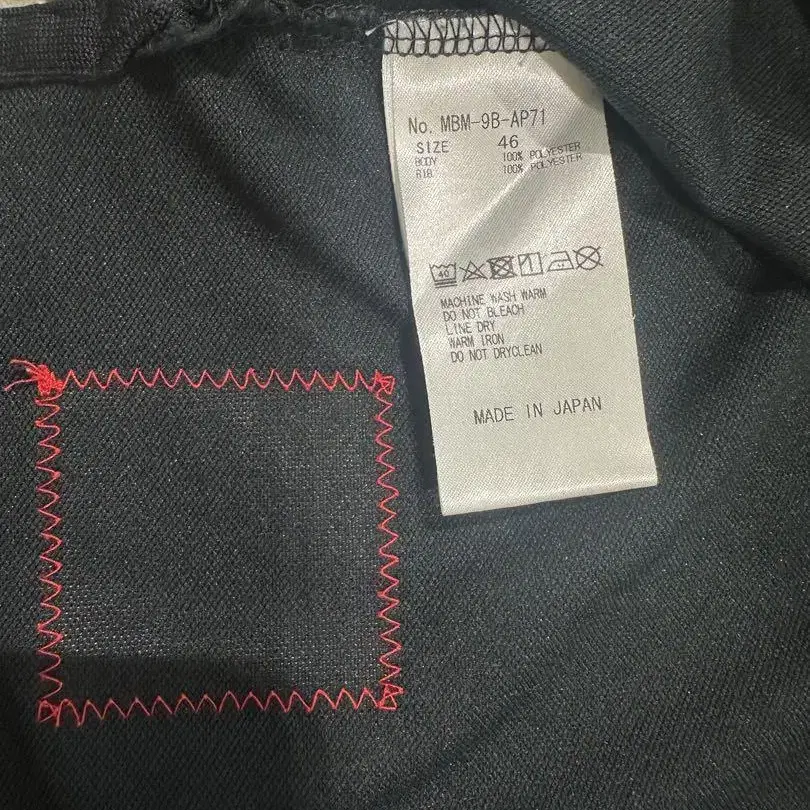 No. MBM-9B-AP71
SIZE 46
BODY 100% POLYESTER
RIB 100% POLYESTER
40
MACHINE WASH WARM
DO NOT BLEACH
LINE DRY
WARM IRON
DO NOT DRYCLEAN
MADE IN JAPAN